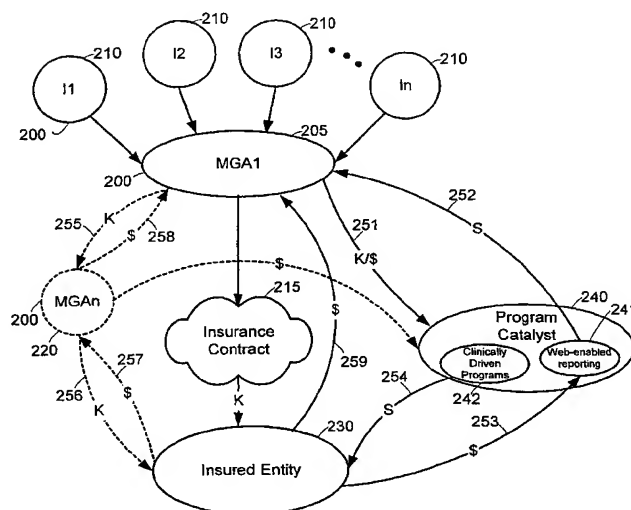 210
210
210
210
I1
I2
I3
In
200
205
MGA1
200
252
255
K
$
258
251
S
K/$
$
215
$
240
241
200
MGAn
220
Insurance
Contract
Program
Catalyst
Clinically
Driven
Programs
Web-enabled
reporting
259
242
257
256
$
K
K
254
S
253
230
$
Insured Entity